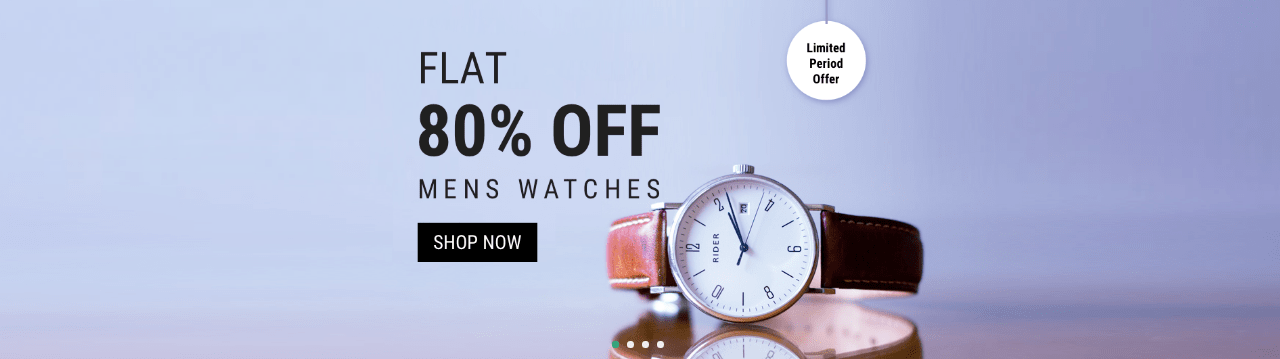 FLAT
80% OFF
MENS WATCHES
SHOP NOW
Limited
Period
Offer
RIDER
2
4
6
8
10
12